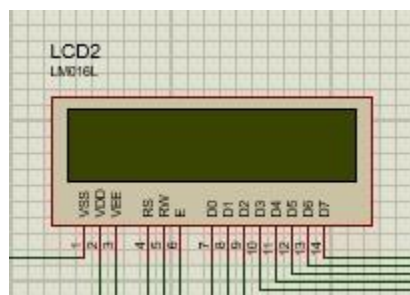 LCD2
LM016L
VSS VDD VEE RS RW E D0 D1 D2 D3 D4 D5 D6 D7
1 2 3 4 5 6 7 8 9 10 11 12 13 14